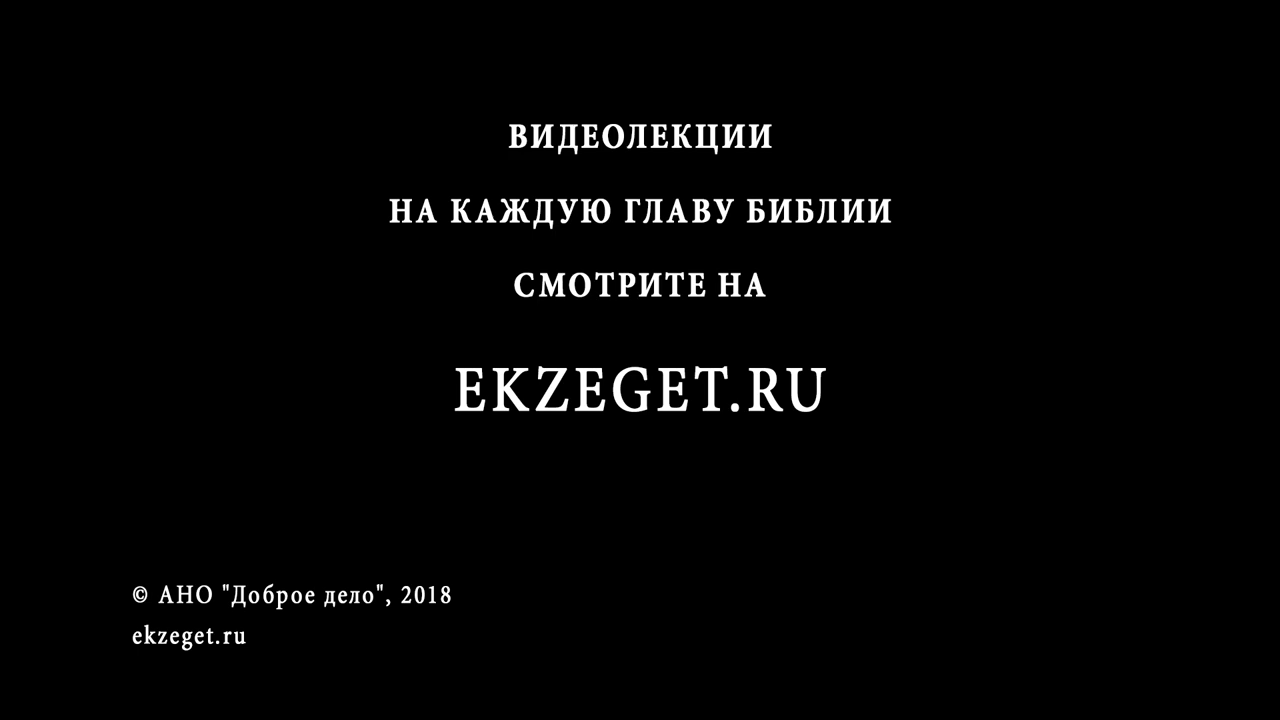 ВИДЕОЛЕКЦИИ
НА КАЖДУЮ ГЛАВУ БИБЛИИ
СМОТРИТЕ НА
EKZEGET.RU
© АНО "Доброе дело", 2018
ekzeget.ru